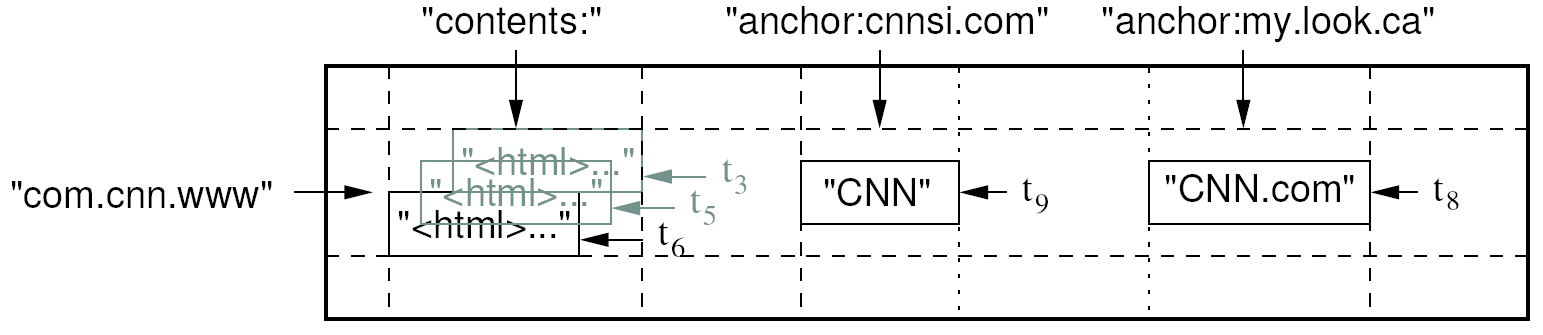 "contents:" "anchor:cnnsi.com" "anchor:my.look.ca"
"<html>..." t3
"com.cnn.www" "<html>..." t5 "CNN" t9 "CNN.com" t8
"<html>..." t6